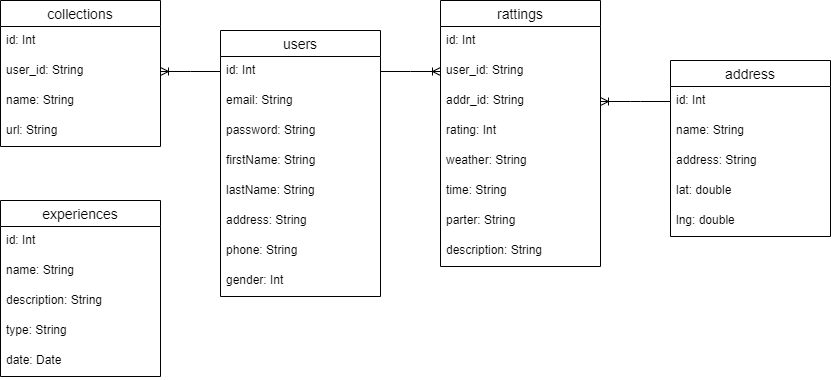 collections
id: Int
user_id: String
name: String
url: String
experiences
id: Int
name: String
description: String
type: String
date: Date
users
id: Int
email: String
password: String
firstName: String
lastName: String
address: String
phone: String
gender: Int
rattings
id: Int
user_id: String
addr_id: String
rating: Int
weather: String
time: String
parter: String
description: String
address
id: Int
name: String
address: String
lat: double
lng: double